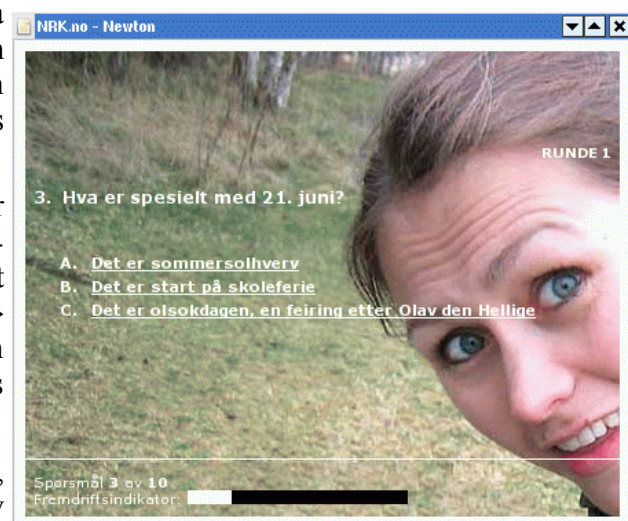 NRK.no - Newton
RUNDE 1
3. Hva er spesielt med 21. juni?
A. Det er sommersolhverv
B. Det er start på skoleferie
C. Det er olsokdagen, en feiring etter Olav den Hellige
Spørsmål 3 av 10
Fremdriftsindikator: